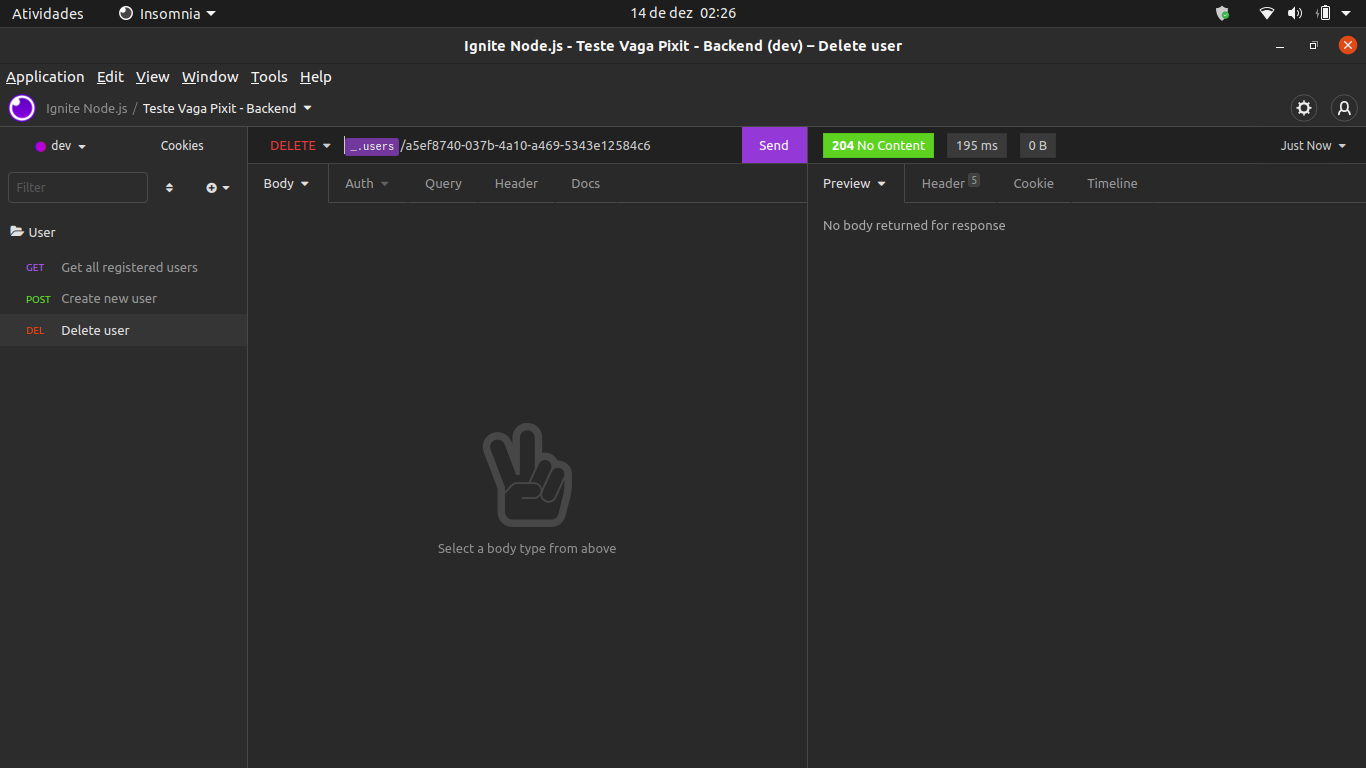 Atividades Insomnia 14 de dez 02:26
Ignite Node.js - Teste Vaga Pixit - Backend (dev) – Delete user
Application Edit View Window Tools Help
Ignite Node.js / Teste Vaga Pixit - Backend
dev Cookies DELETE _.users /a5ef8740-037b-4a10-a469-5343e12584c6 Send 204 No Content 195 ms 0 B Just Now
Filter Body Auth Query Header Docs Preview Header 5 Cookie Timeline
No body returned for response
User
GET Get all registered users
POST Create new user
DEL Delete user
Select a body type from above